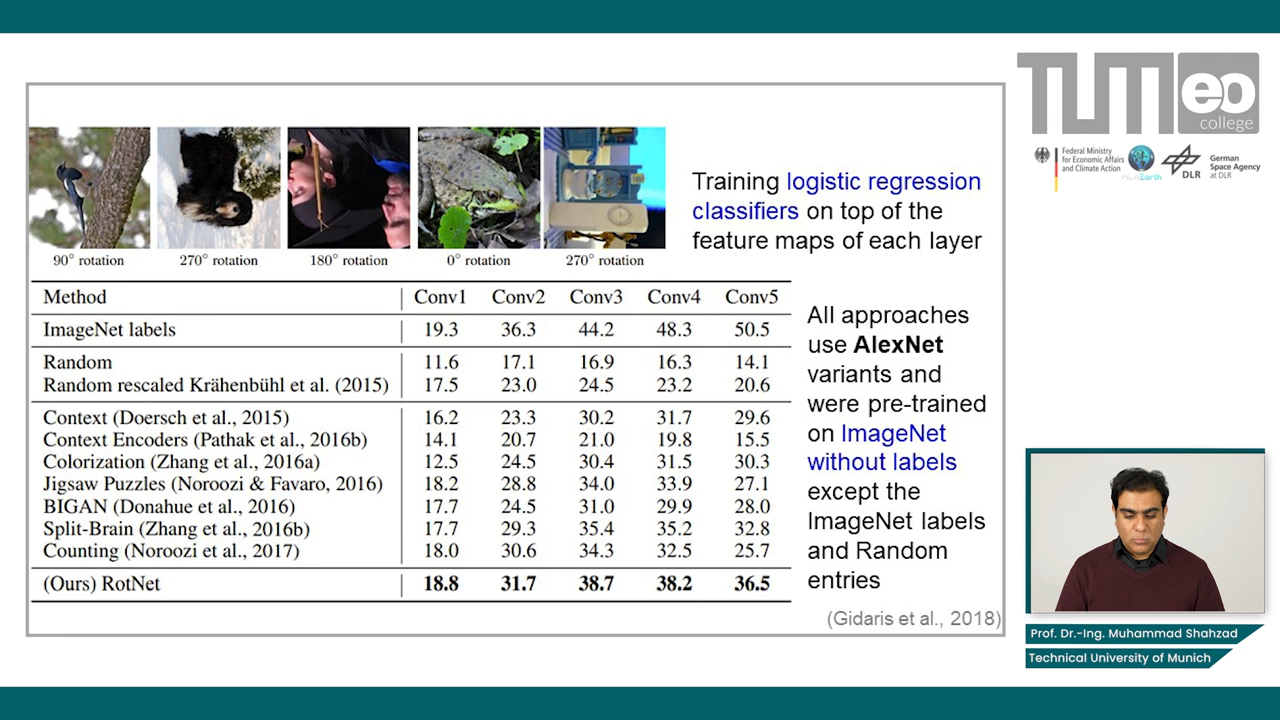 TUM eo
college
Federal Ministry
for Economic Affairs
and Climate Action
ML4Earth
DLR
German
Space Agency
at DLR
90° rotation
270° rotation
180° rotation
0° rotation
270° rotation
Training logistic regression
classifiers on top of the
feature maps of each layer
Method Conv1 Conv2 Conv3 Conv4 Conv5
ImageNet labels 19.3 36.3 44.2 48.3 50.5
Random 11.6 17.1 16.9 16.3 14.1
Random rescaled Krähenbühl et al. (2015) 17.5 23.0 24.5 23.2 20.6
Context (Doersch et al., 2015) 16.2 23.3 30.2 31.7 29.6
Context Encoders (Pathak et al., 2016b) 14.1 20.7 21.0 19.8 15.5
Colorization (Zhang et al., 2016a) 12.5 24.5 30.4 31.5 30.3
Jigsaw Puzzles (Noroozi & Favaro, 2016) 18.2 28.8 34.0 33.9 27.1
BIGAN (Donahue et al., 2016) 17.7 24.5 31.0 29.9 28.0
Split-Brain (Zhang et al., 2016b) 17.7 29.3 35.4 35.2 32.8
Counting (Noroozi et al., 2017) 18.0 30.6 34.3 32.5 25.7
(Ours) RotNet 18.8 31.7 38.7 38.2 36.5
All approaches
use AlexNet
variants and
were pre-trained
on ImageNet
without labels
except the
ImageNet labels
and Random
entries
(Gidaris et al., 2018)
Prof. Dr.-Ing. Muhammad Shahzad
Technical University of Munich